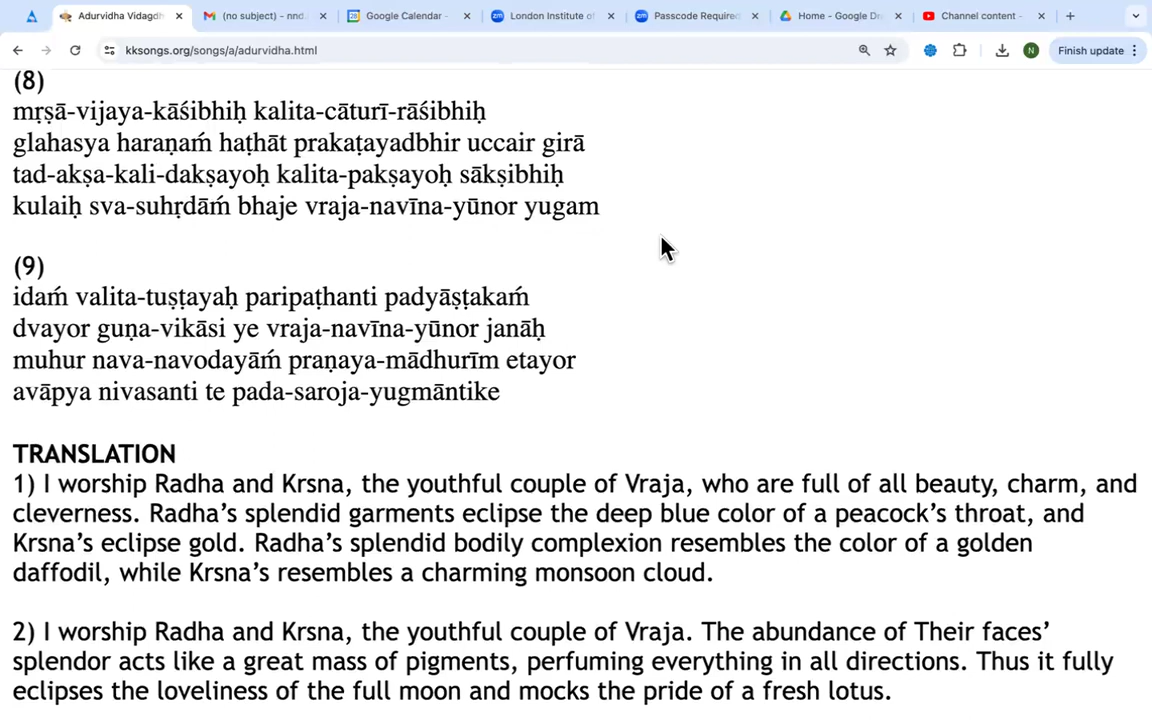 Adurvidha Vidagdh
(no subject) - nnd.
Google Calendar -
London Institute of
Passcode Required
Home - Google Dr
Channel content -
kksongs.org/songs/a/adurvidha.html
N
Finish update
(8)
mṛṣā-vijaya-kāśibhiḥ kalita-cāturī-rāśibhiḥ
glahasya haraṇaḿ haṭhāt prakaṭayadbhir uccair girā
tad-akṣa-kali-dakṣayoḥ kalita-pakṣayoḥ sākṣibhiḥ
kulaiḥ sva-suhṛdāḿ bhaje vraja-navīna-yūnor yugam
(9)
idaḿ valita-tuṣṭayaḥ paripaṭhanti padyāṣṭakaḿ
dvayor guṇa-vikāsi ye vraja-navīna-yūnor janāḥ
muhur nava-navodayāḿ praṇaya-mādhurīm etayor
avāpya nivasanti te pada-saroja-yugmāntike
TRANSLATION
1) I worship Radha and Krsna, the youthful couple of Vraja, who are full of all beauty, charm, and
cleverness. Radha’s splendid garments eclipse the deep blue color of a peacock’s throat, and
Krsna’s eclipse gold. Radha’s splendid bodily complexion resembles the color of a golden
daffodil, while Krsna’s resembles a charming monsoon cloud.
2) I worship Radha and Krsna, the youthful couple of Vraja. The abundance of Their faces’
splendor acts like a great mass of pigments, perfuming everything in all directions. Thus it fully
eclipses the loveliness of the full moon and mocks the pride of a fresh lotus.